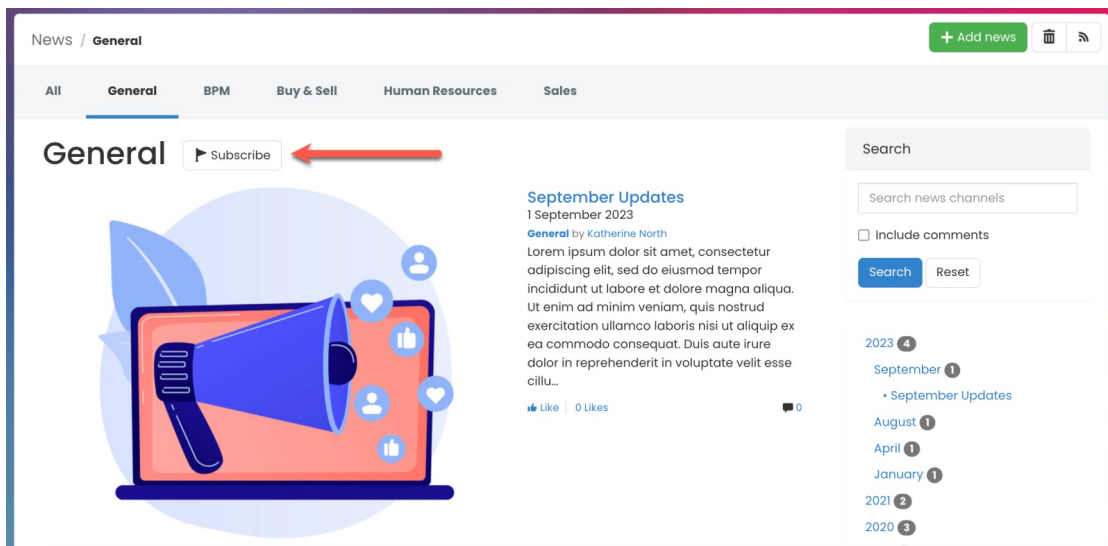 News / General
+ Add news
All General BPM Buy & Sell Human Resources Sales
General
Subscribe
September Updates
1 September 2023
General by Katherine North
Lorem ipsum dolor sit amet, consectetur
adipiscing elit, sed do eiusmod tempor
incididunt ut labore et dolore magna aliqua.
Ut enim ad minim veniam, quis nostrud
exercitation ullamco laboris nisi ut aliquip ex
ea commodo consequat. Duis aute irure
dolor in reprehenderit in voluptate velit esse
cillu...
Like 0 Likes 0
Search
Search news channels
Include comments
Search Reset
2023 4
September 1
• September Updates
August 1
April 1
January 1
2021 2
2020 3